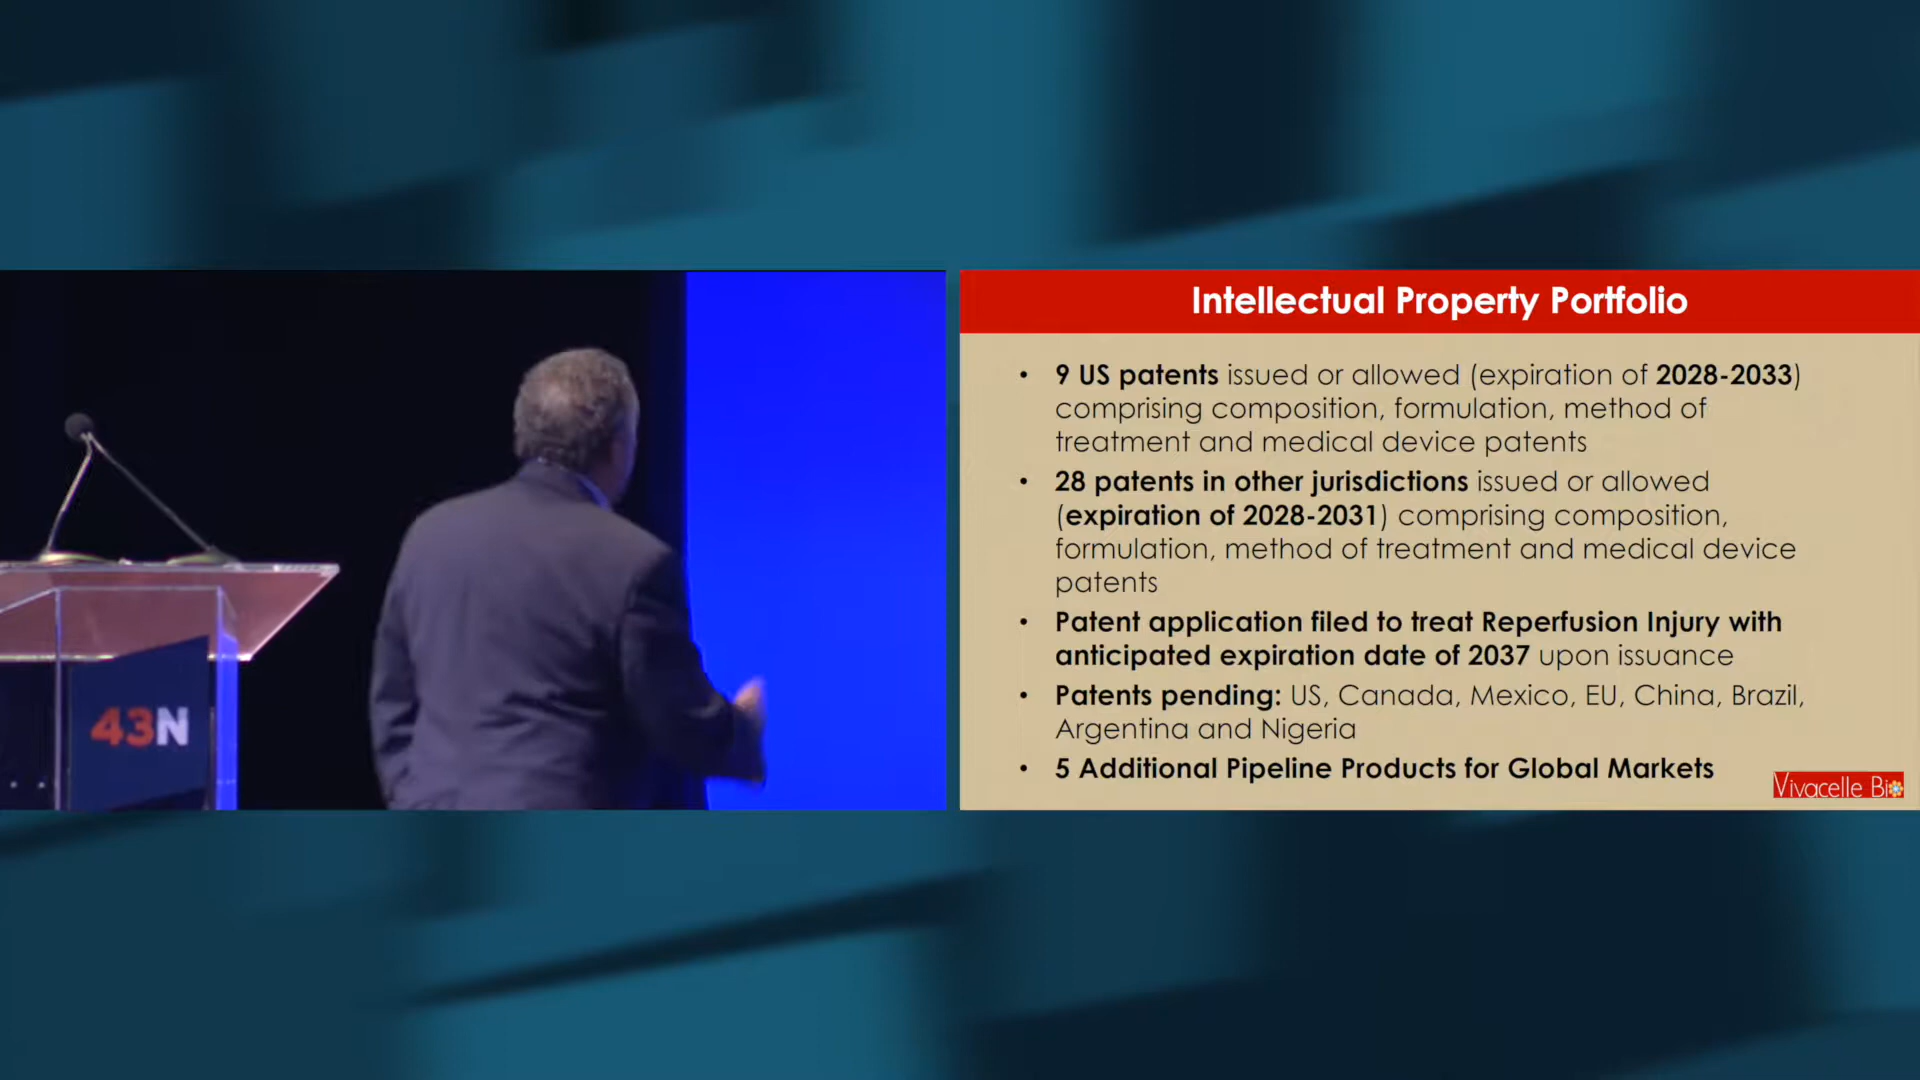 43N
Intellectual Property Portfolio
• 9 US patents issued or allowed (expiration of 2028-2033)
comprising composition, formulation, method of
treatment and medical device patents
• 28 patents in other jurisdictions issued or allowed
(expiration of 2028-2031) comprising composition,
formulation, method of treatment and medical device
patents
• Patent application filed to treat Reperfusion Injury with
anticipated expiration date of 2037 upon issuance
• Patents pending: US, Canada, Mexico, EU, China, Brazil,
Argentina and Nigeria
• 5 Additional Pipeline Products for Global Markets
Vivacelle Bio